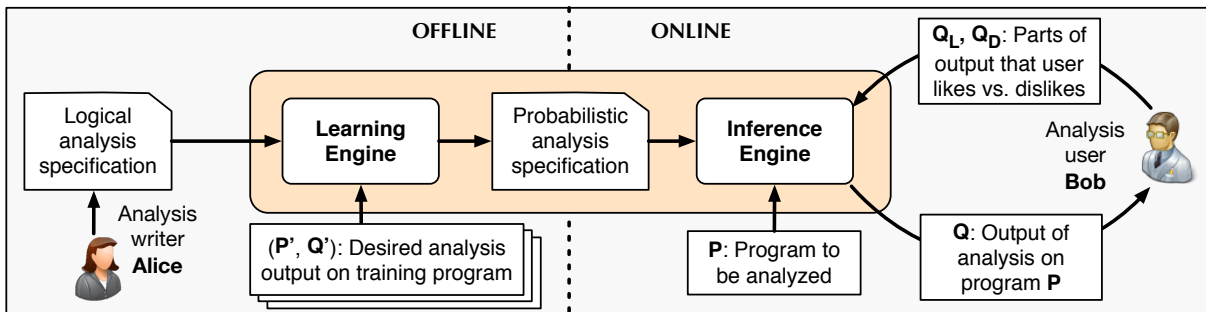 OFFLINE
ONLINE
Logical
analysis
specification
Analysis
writer
Alice
Learning
Engine
(P’, Q’): Desired analysis
output on training program
Probabilistic
analysis
specification
Inference
Engine
P: Program to
be analyzed
Q_L, Q_D: Parts of
output that user
likes vs. dislikes
Analysis
user
Bob
Q: Output of
analysis on
program P